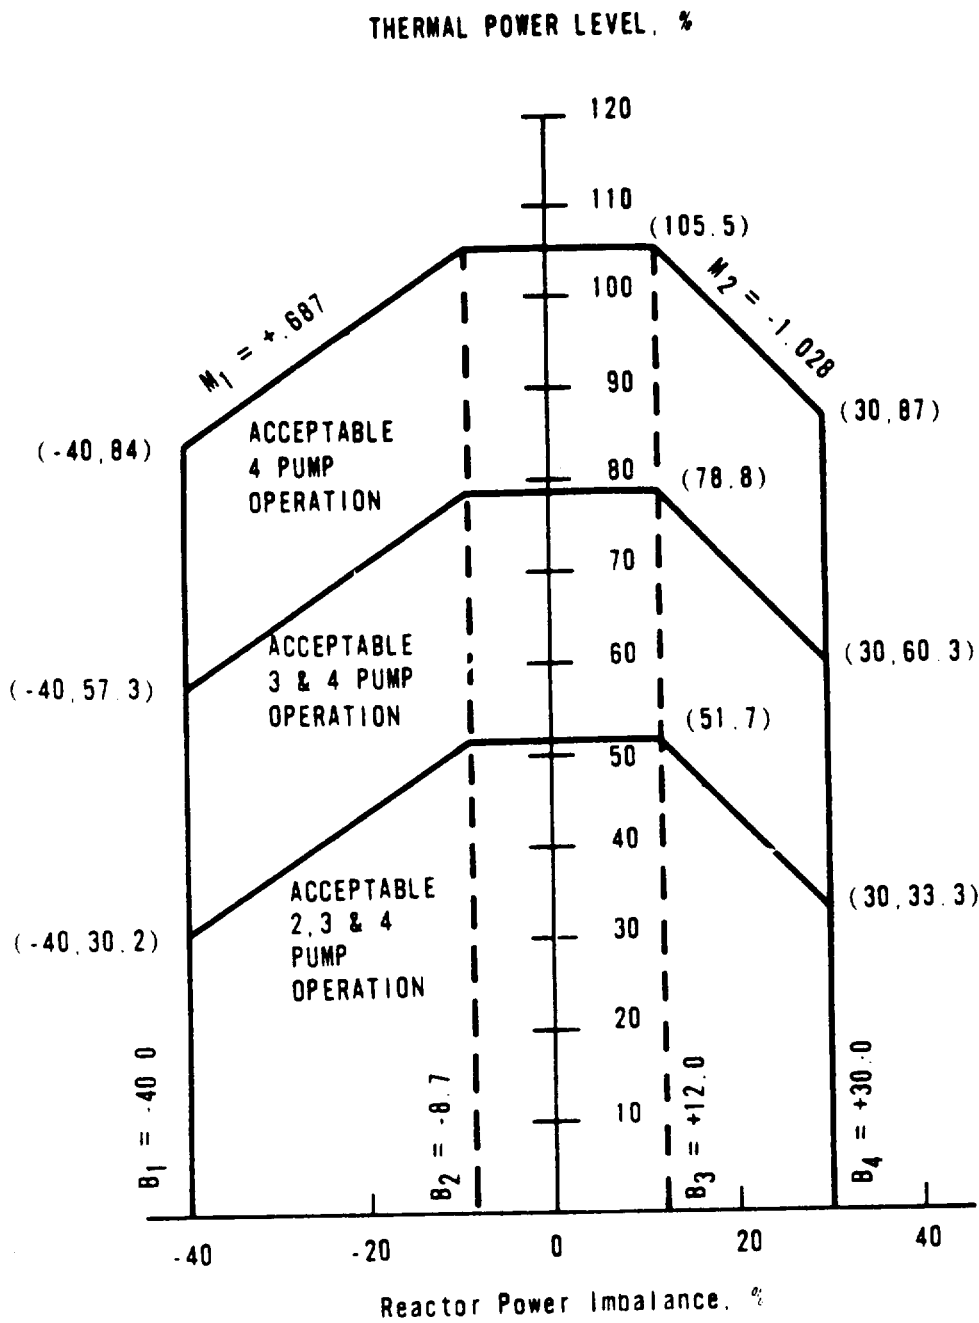 THERMAL POWER LEVEL, %
120
110
(105.5)
100
M1 = +.687
M2 = -1.028
90
(30,87)
(-40,84)
ACCEPTABLE
4 PUMP
OPERATION
80
(78.8)
70
ACCEPTABLE
3 & 4 PUMP
OPERATION
60
(30,60.3)
(-40,57.3)
(51.7)
50
40
ACCEPTABLE
2,3 & 4
PUMP
OPERATION
(30,33.3)
30
(-40,30.2)
20
10
B1 = -40.0
B2 = -8.7
B3 = +12.0
B4 = +30.0
-40
-20
0
20
40
Reactor Power Imbalance, %